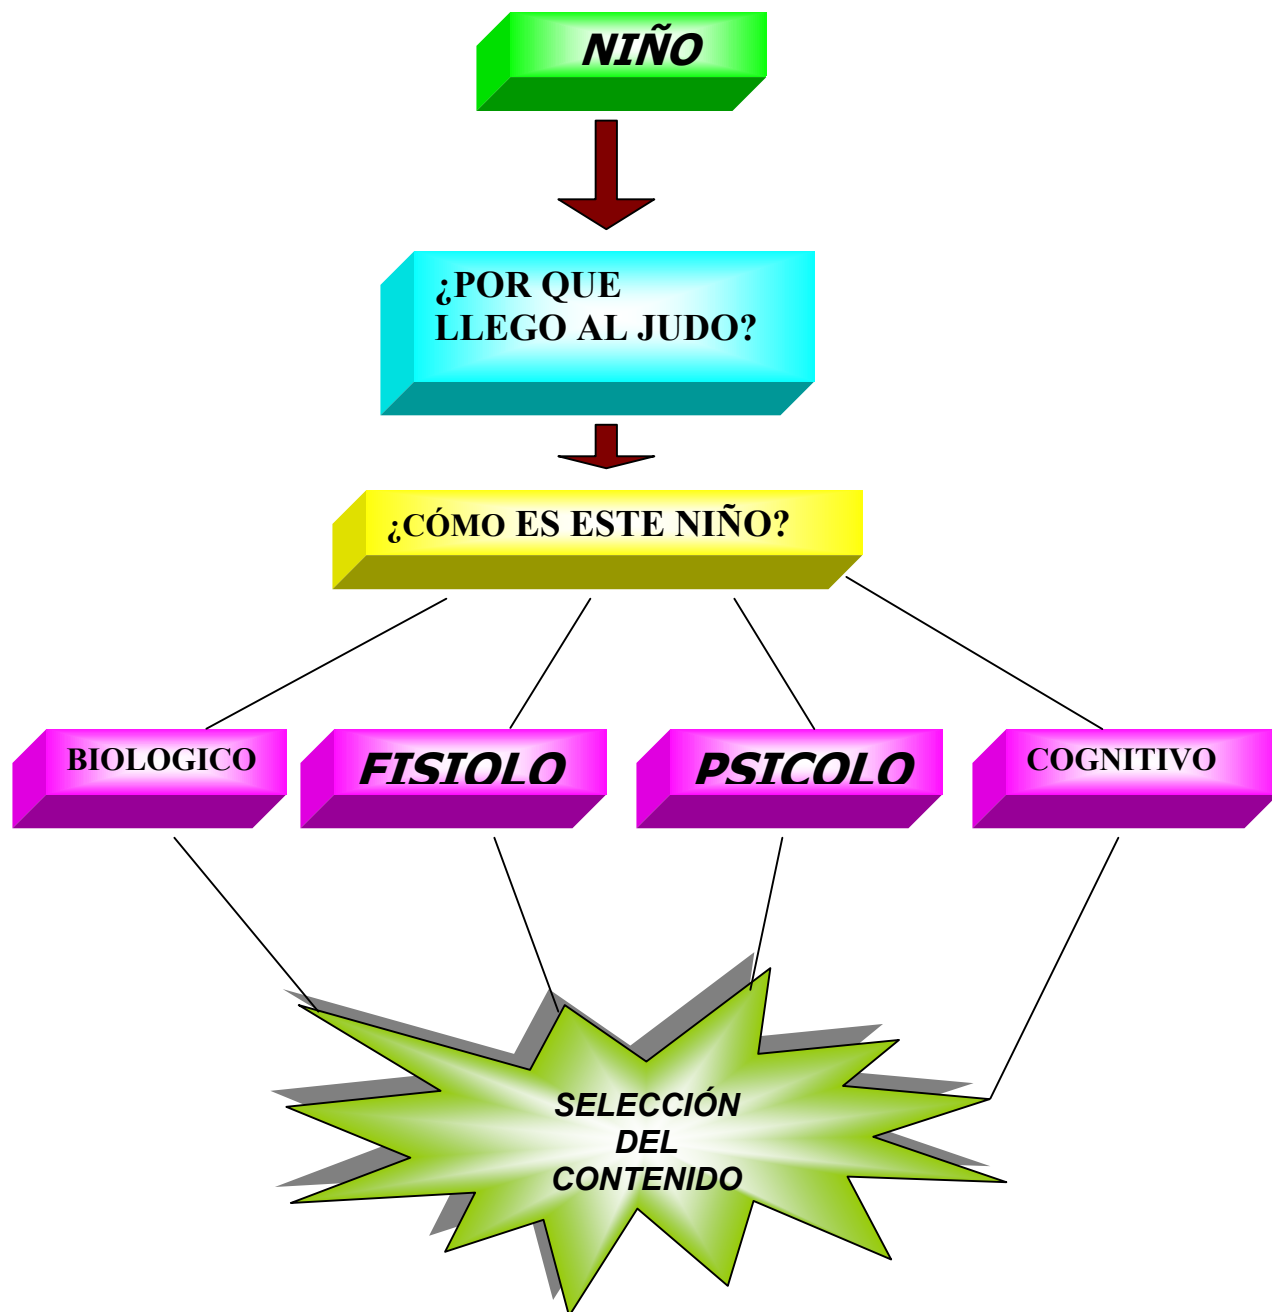 NIÑO
¿POR QUE
LLEGO AL JUDO?
¿CÓMO ES ESTE NIÑO?
BIOLOGICO
FISIOLO
PSICOLO
COGNITIVO
SELECCIÓN
DEL
CONTENIDO